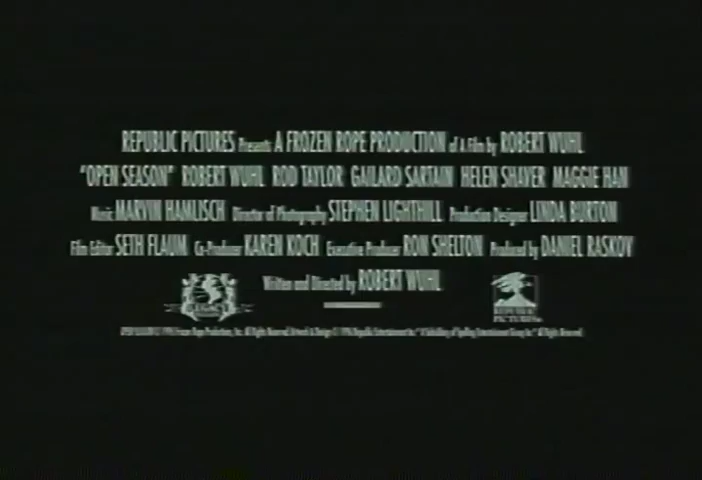 REPUBLIC PICTURES Presents A FROZEN ROPE PRODUCTION of A Film by ROBERT WUHL
"OPEN SEASON" ROBERT WUHL ROD TAYLOR GAILARD SARTAIN HELEN SHAVER MAGGIE HAN
Music MARVIN HAMLISCH Director of Photography STEPHEN LIGHTHILL Production Designer LINDA BURTON
Film Editor SETH FLAUM Co-Producer KAREN KOCH Executive Producer RON SHELTON Produced by DANIEL RASKOV
Written and Directed by ROBERT WUHL
LEGACY
REPUBLIC
PICTURES